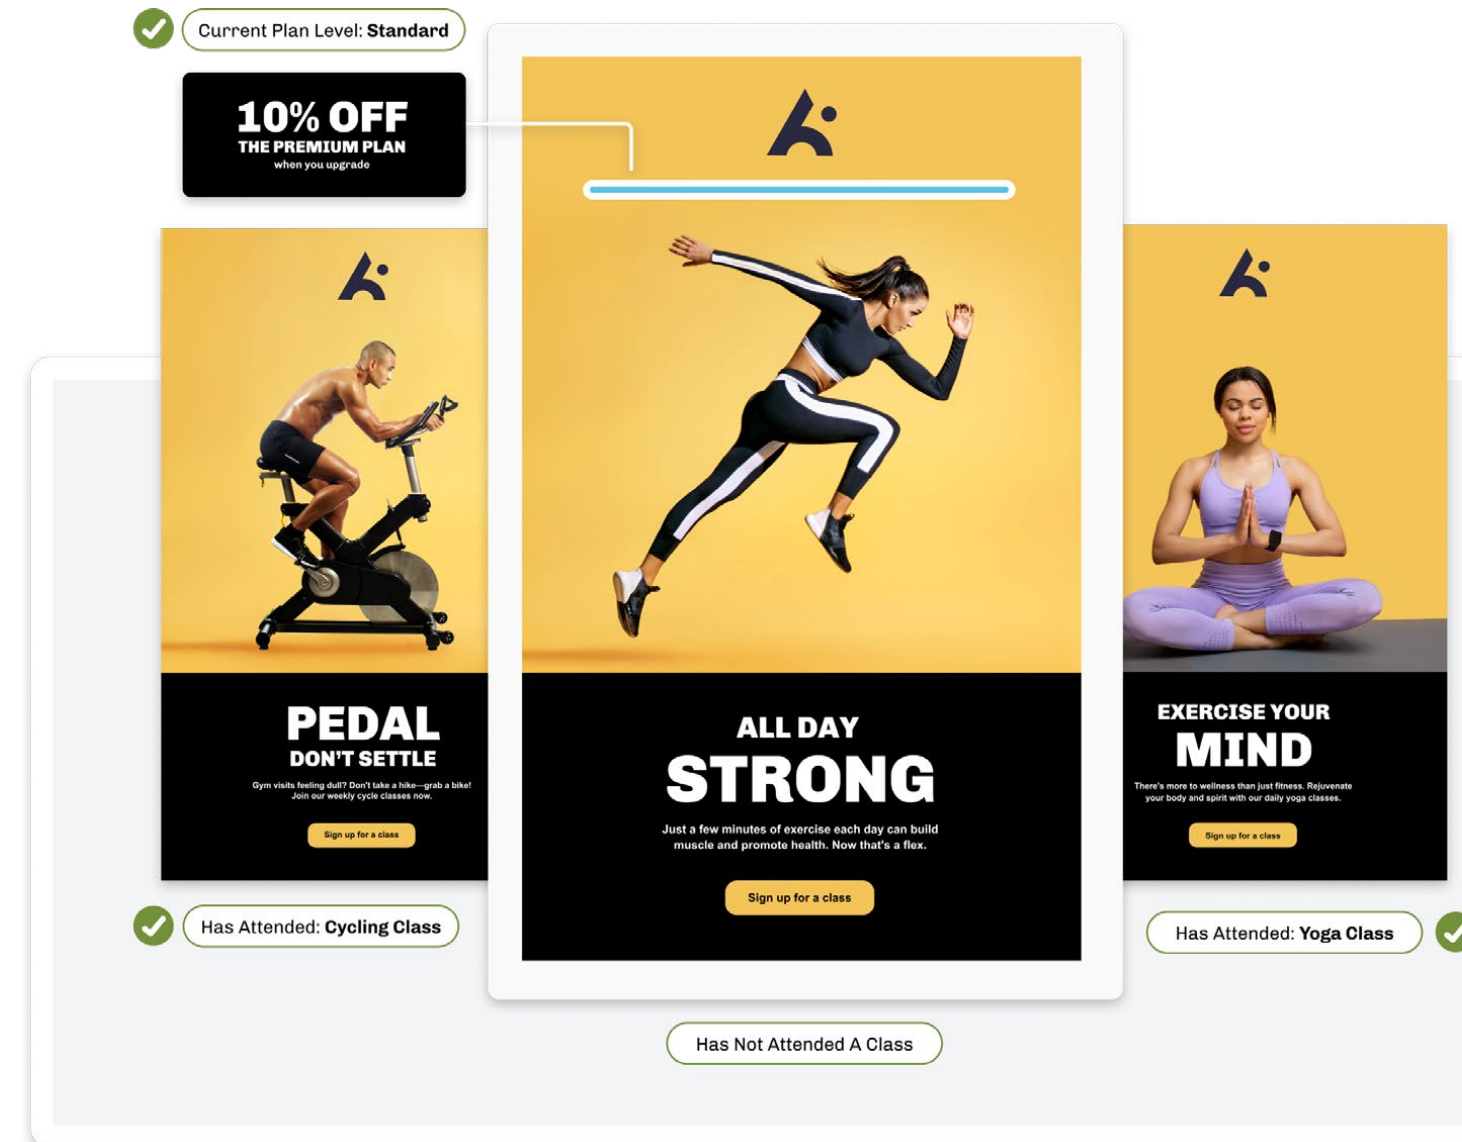 Current Plan Level: Standard
10% OFF
THE PREMIUM PLAN
when you upgrade
PEDAL
DON'T SETTLE
Gym visits feeling dull? Don't take a hike—grab a bike!
Join our weekly cycle classes now.
Sign up for a class
Has Attended: Cycling Class
ALL DAY
STRONG
Just a few minutes of exercise each day can build
muscle and promote health. Now that's a flex.
Sign up for a class
Has Not Attended A Class
EXERCISE YOUR
MIND
There's more to wellness than just fitness. Rejuvenate
your body and spirit with our daily yoga classes.
Sign up for a class
Has Attended: Yoga Class